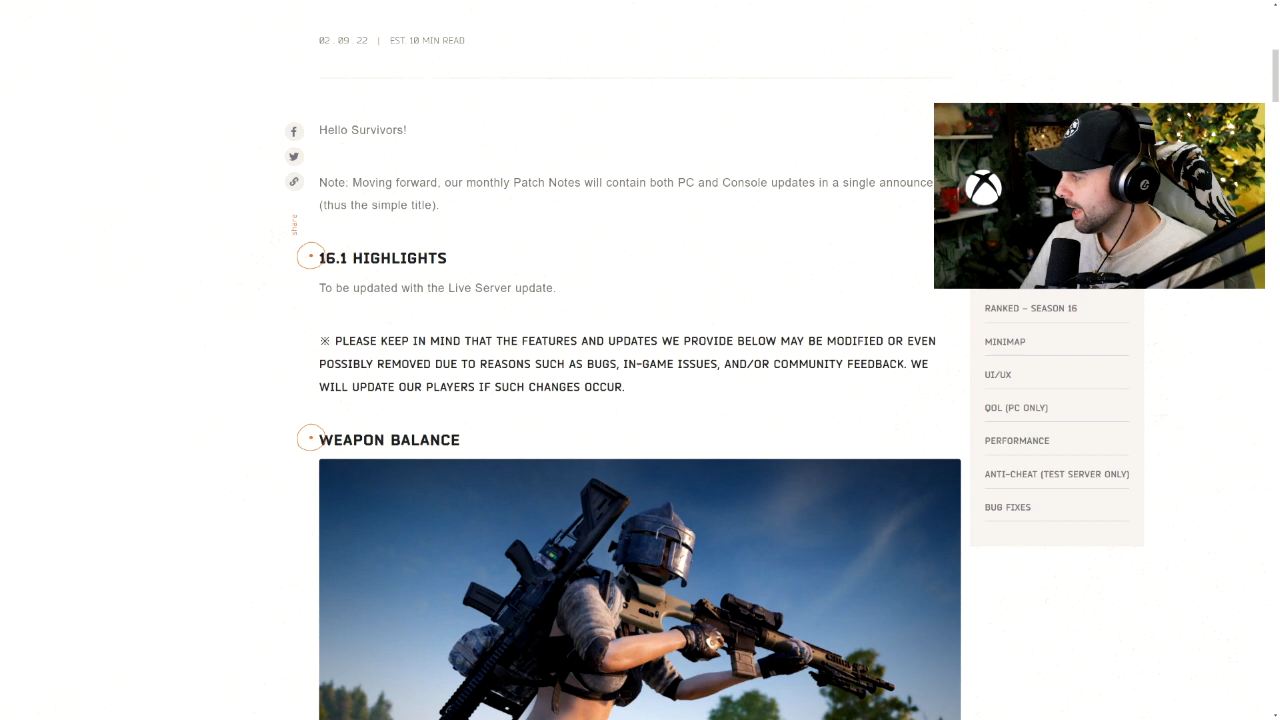 02.09.22 | EST 10 MIN READ
Hello Survivors!
Note: Moving forward, our monthly Patch Notes will contain both PC and Console updates in a single announce
(thus the simple title).
share
16.1 HIGHLIGHTS
To be updated with the Live Server update.
※ PLEASE KEEP IN MIND THAT THE FEATURES AND UPDATES WE PROVIDE BELOW MAY BE MODIFIED OR EVEN
POSSIBLY REMOVED DUE TO REASONS SUCH AS BUGS, IN-GAME ISSUES, AND/OR COMMUNITY FEEDBACK. WE
WILL UPDATE OUR PLAYERS IF SUCH CHANGES OCCUR.
WEAPON BALANCE
RANKED – SEASON 16
MINIMAP
UI/UX
QOL (PC ONLY)
PERFORMANCE
ANTI-CHEAT (TEST SERVER ONLY)
BUG FIXES